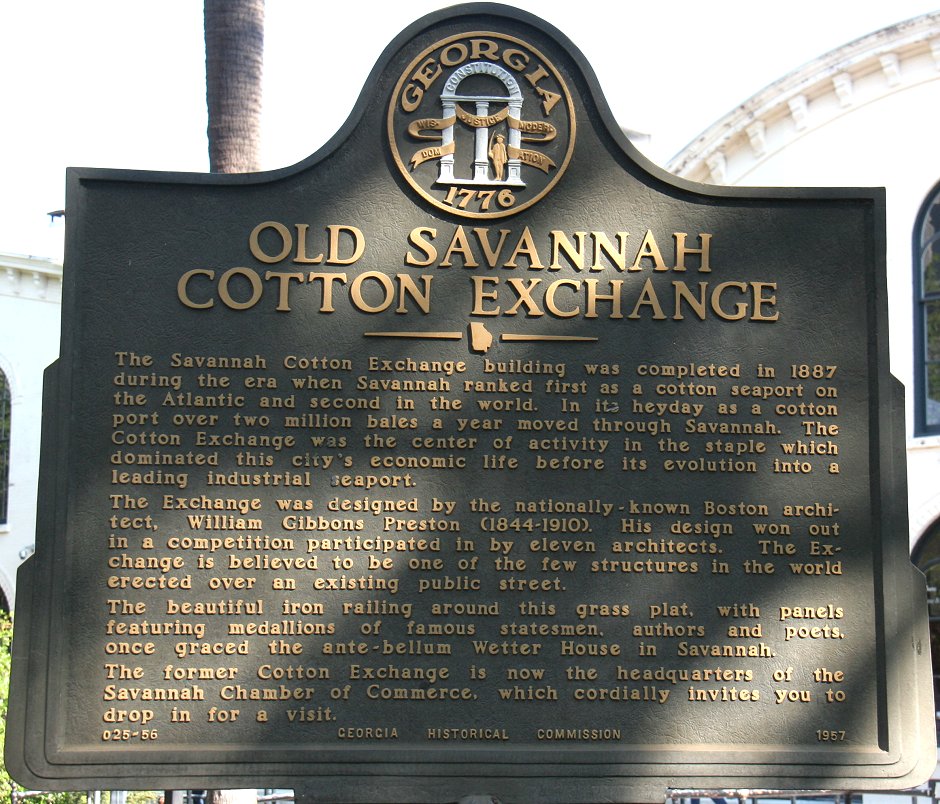 GEORGIA
CONSTITUTION
WIS-
JUSTICE
MODER-
DOM
ATION
1776
OLD SAVANNAH
COTTON EXCHANGE
The Savannah Cotton Exchange building was completed in 1887
during the era when Savannah ranked first as a cotton seaport on
the Atlantic and second in the world. In its heyday as a cotton
port over two million bales a year moved through Savannah. The
Cotton Exchange was the center of activity in the staple which
dominated this city's economic life before its evolution into a
leading industrial seaport.
The Exchange was designed by the nationally-known Boston archi-
tect, William Gibbons Preston (1844-1910). His design won out
in a competition participated in by eleven architects. The Ex-
change is believed to be one of the few structures in the world
erected over an existing public street.
The beautiful iron railing around this grass plat, with panels
featuring medallions of famous statesmen, authors and poets,
once graced the ante-bellum Wetter House in Savannah.
The former Cotton Exchange is now the headquarters of the
Savannah Chamber of Commerce, which cordially invites you to
drop in for a visit.
025-56 GEORGIA HISTORICAL COMMISSION 1957